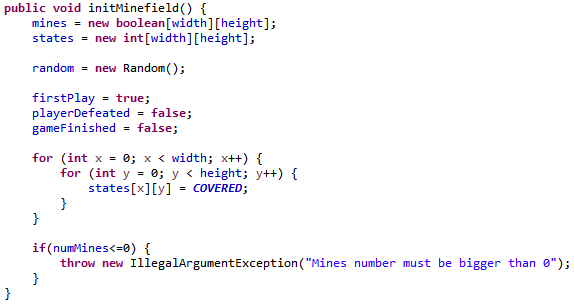 public void initMinefield() {
    mines = new boolean[width][height];
    states = new int[width][height];

    random = new Random();

    firstPlay = true;
    playerDefeated = false;
    gameFinished = false;

    for (int x = 0; x < width; x++) {
        for (int y = 0; y < height; y++) {
            states[x][y] = COVERED;
        }
    }

    if(numMines<=0) {
        throw new IllegalArgumentException("Mines number must be bigger than 0");
    }
}